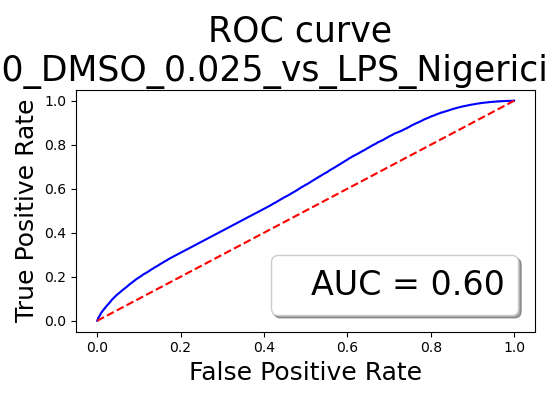 ROC curve
0_DMSO_0.025_vs_LPS_Nigerici
True Positive Rate
1.0
0.8
0.6
0.4
0.2
0.0
AUC = 0.60
0.0 0.2 0.4 0.6 0.8 1.0
False Positive Rate